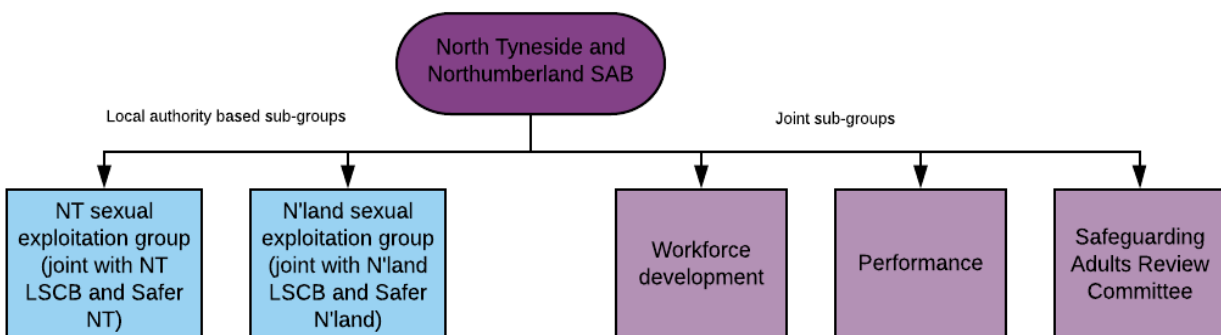 North Tyneside and
Northumberland SAB
Local authority based sub-groups
Joint sub-groups
NT sexual
exploitation group
(joint with NT
LSCB and Safer
NT)
N'land sexual
exploitation group
(joint with N'land
LSCB and Safer
N'land)
Workforce
development
Performance
Safeguarding
Adults Review
Committee